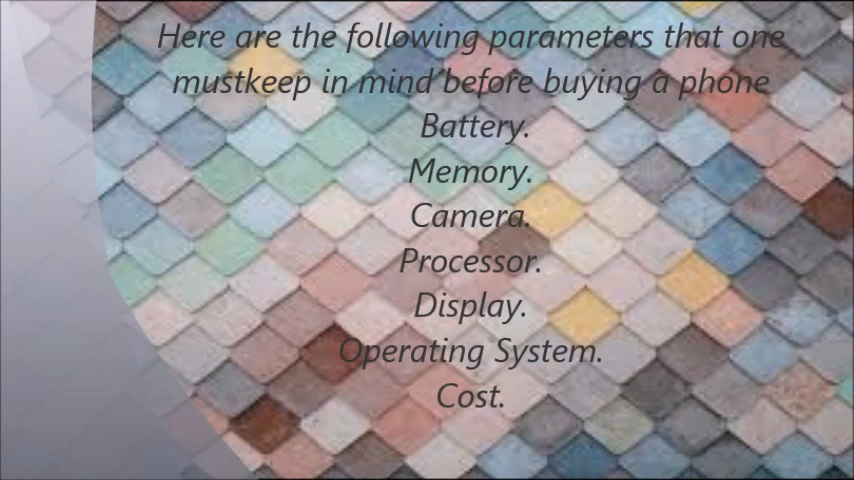 Here are the following parameters that one
mustkeep in mind before buying a phone
Battery.
Memory.
Camera.
Processor.
Display.
Operating System.
Cost.